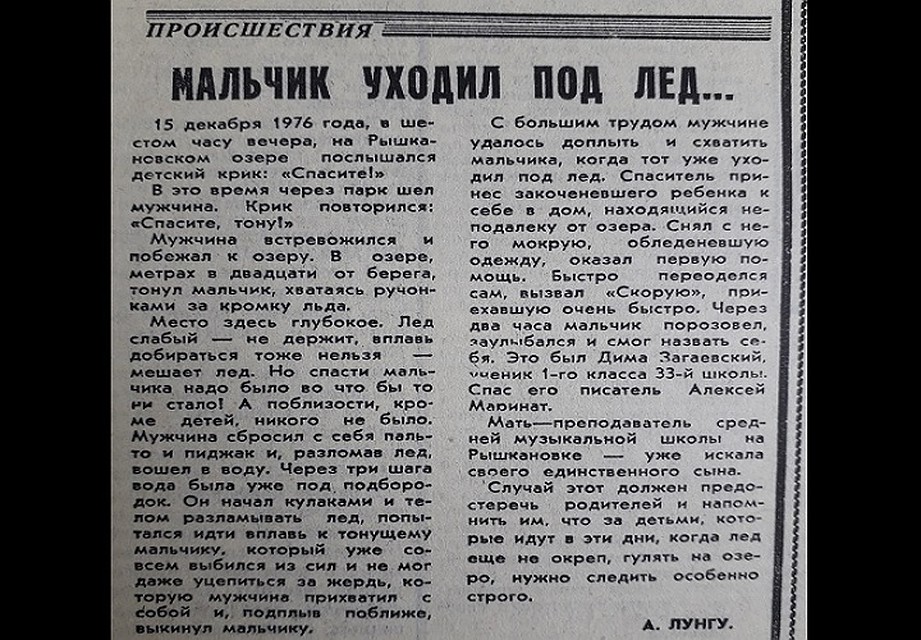 ПРОИСШЕСТВИЯ
МАЛЬЧИК УХОДИЛ ПОД ЛЕД...
15 декабря 1976 года, в ше-
стом часу вечера, на Рышка-
новском озере послышался
детский крик: «Спасите!»
В это время через парк шел
мужчина. Крик повторился:
«Спасите, тону!»
Мужчина встревожился и
побежал к озеру. В озере,
метрах в двадцати от берега,
тонул мальчик, хватаясь ручон-
ками за кромку льда.
Место здесь глубокое. Лед
слабый — не держит, вплавь
добираться тоже нельзя —
мешает лед. Но спасти маль-
чика надо было во что бы то
ни стало! А поблизости, кро-
ме детей, никого не было.
Мужчина сбросил с себя паль-
то и пиджак и, разломав лед,
вошел в воду. Через три шага
вода была уже под подборо-
док. Он начал кулаками и те-
лом разламывать лед, попы-
тался идти вплавь к тонущему
мальчику, который уже со-
всем выбился из сил и не мог
даже уцепиться за жердь, ко-
торую мужчина прихватил с
собой и, подплыв поближе,
выкинул мальчику.
С большим трудом мужчине
удалось доплыть и схватить
мальчика, когда тот уже ухо-
дил под лед. Спаситель при-
нес закоченевшего ребенка к
себе в дом, находящийся не-
подалеку от озера. Снял с не-
го мокрую, обледеневшую
одежду, оказал первую по-
мощь. Быстро переоделся
сам, вызвал «Скорую», при-
ехавшую очень быстро. Через
два часа мальчик порозовел,
заулыбался и смог назвать се-
бя. Это был Дима Загаевский,
ученик 1-го класса 33-й школы.
Спас его писатель Алексей
Маринат.
Мать—преподаватель сред-
ней музыкальной школы на
Рышкановке — уже искала
своего единственного сына.
Случай этот должен предо-
стеречь родителей и напом-
нить им, что за детьми, кото-
рые идут в эти дни, когда лед
еще не окреп, гулять на озе-
ро, нужно следить особенно
строго.
А. ЛУНГУ.